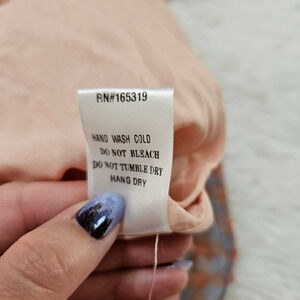 RN#165319
HAND WASH COLD
DO NOT BLEACH
DO NOT TUMBLE DRY
HANG DRY